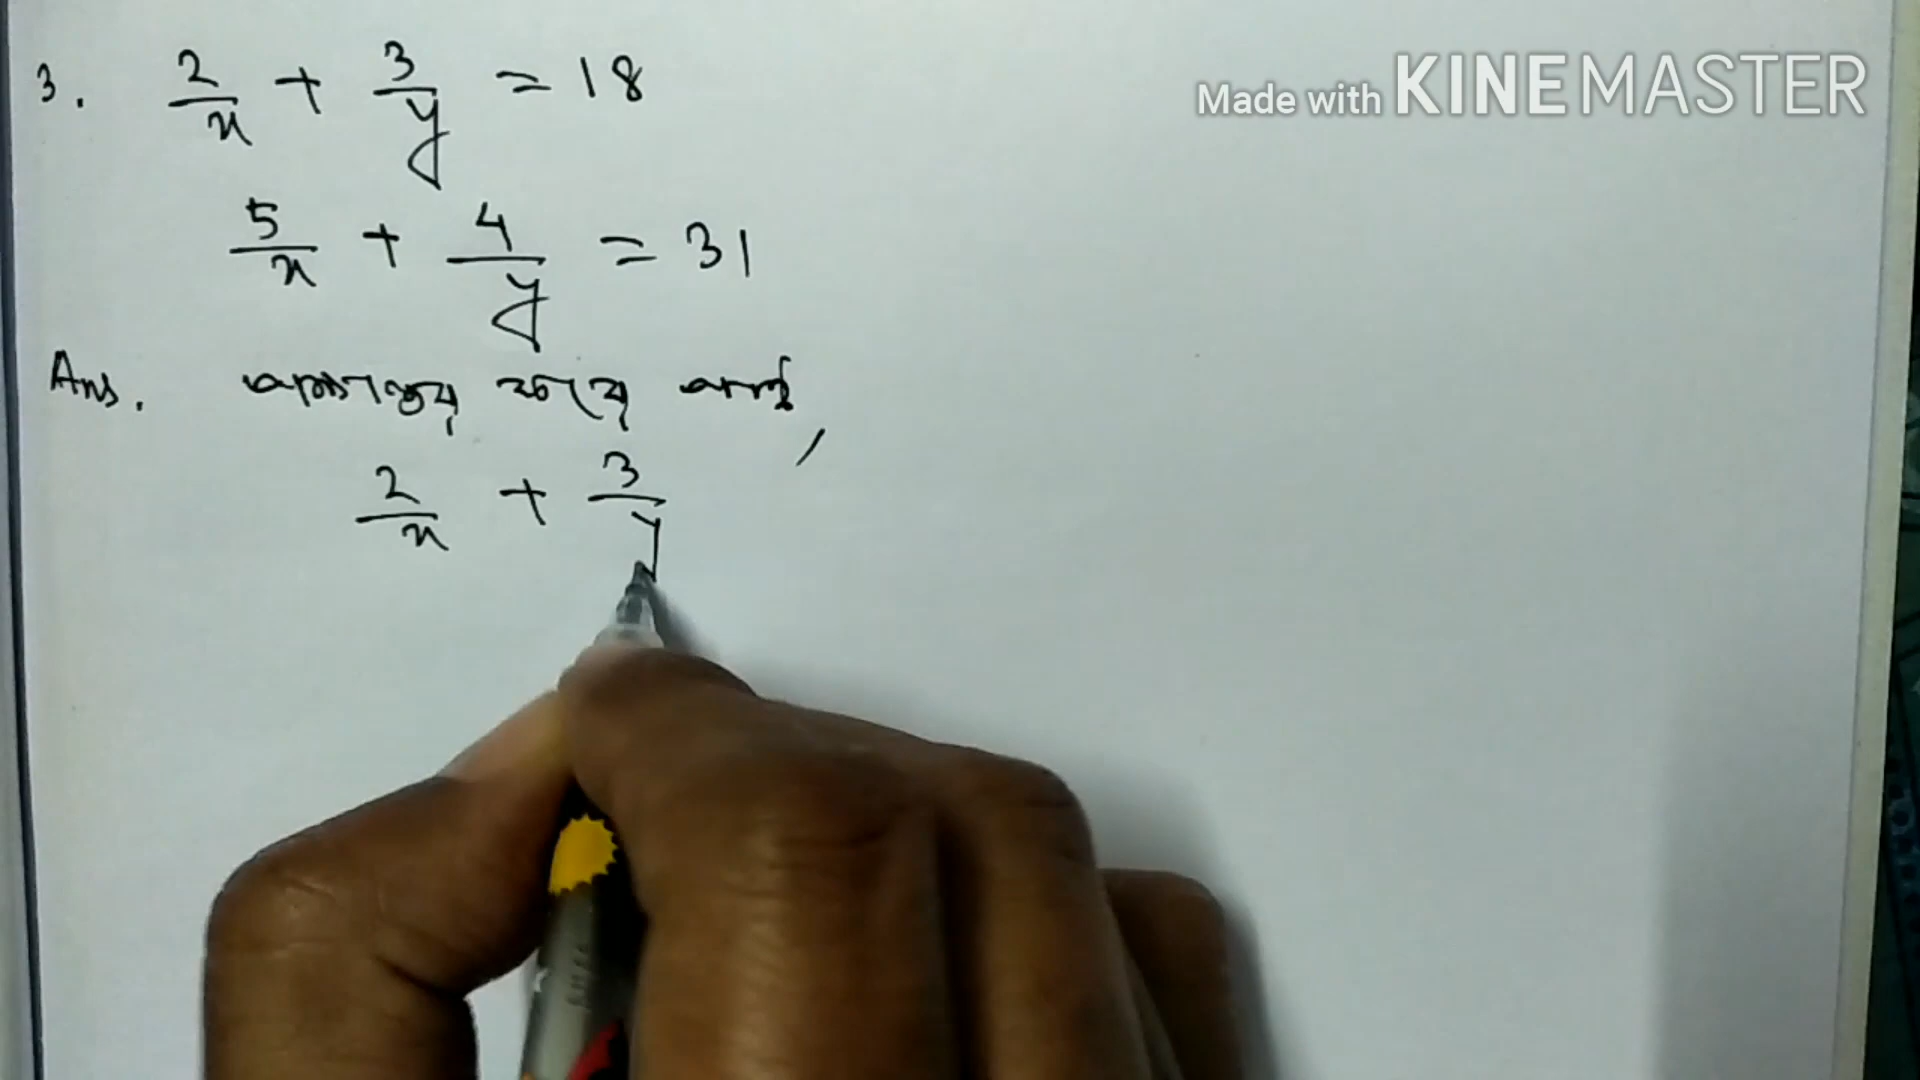 3. 2/x + 3/y = 18
Made with KINEMASTER
5/x + 4/y = 31
Ans.
2/x + 3/y